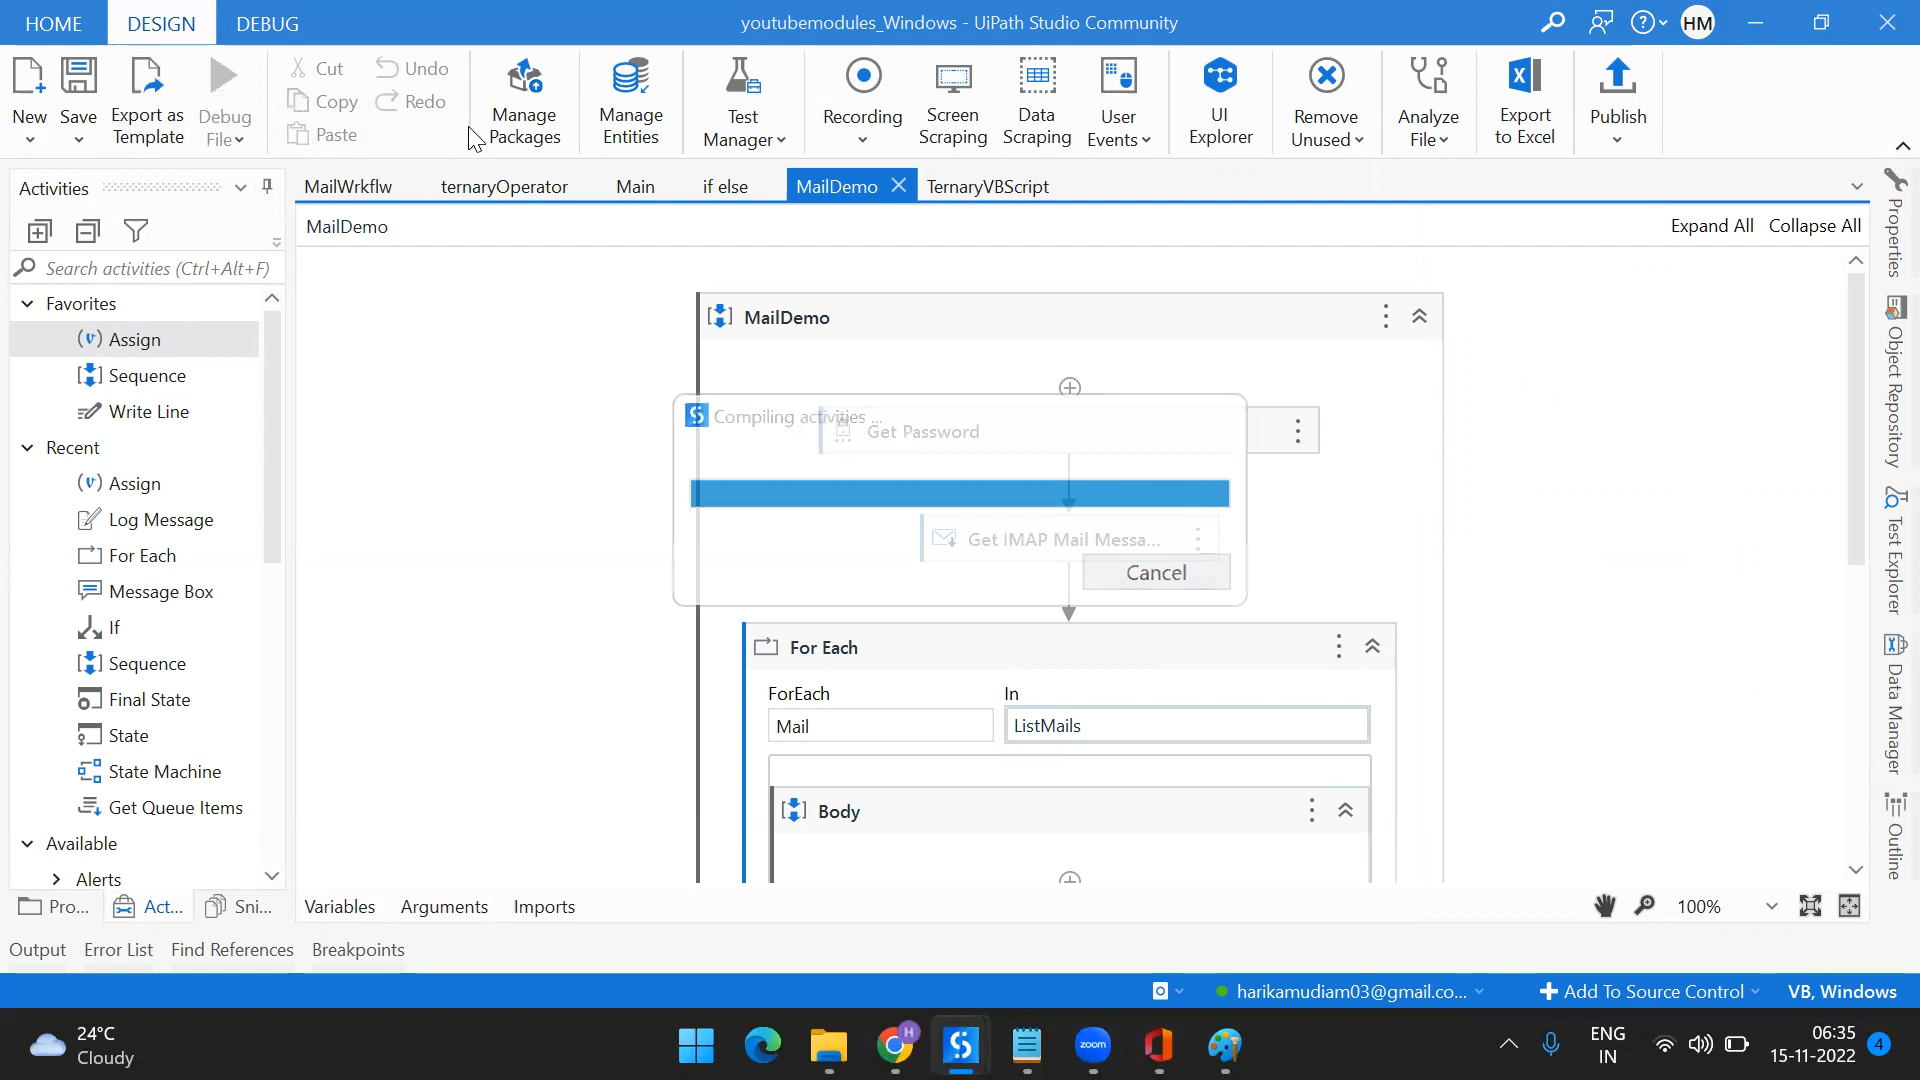 HOME
DESIGN
DEBUG
youtubemodules_Windows - UiPath Studio Community
HM
New
Save
Export as
Template
Debug
File
Cut
Copy
Paste
Undo
Redo
Manage
Packages
Manage
Entities
Test
Manager
Recording
Screen
Scraping
Data
Scraping
User
Events
UI
Explorer
Remove
Unused
Analyze
File
Export
to Excel
Publish
Activities
MailWrkflw
ternaryOperator
Main
if else
MailDemo
TernaryVBScript
MailDemo
Expand All
Collapse All
Search activities (Ctrl+Alt+F)
Favorites
Assign
Sequence
Write Line
Recent
Assign
Log Message
For Each
Message Box
If
Sequence
Final State
State
State Machine
Get Queue Items
Available
Alerts
MailDemo
Compiling activities ...
Get Password
Get IMAP Mail Messa...
Cancel
For Each
ForEach
In
Mail
ListMails
Body
Properties
Object Repository
Test Explorer
Data Manager
Outline
Pro...
Act...
Sni...
Variables
Arguments
Imports
100%
Output
Error List
Find References
Breakpoints
harikamudiam03@gmail.co...
Add To Source Control
VB, Windows
24°C
Cloudy
H
zoom
ENG
IN
06:35
15-11-2022
4